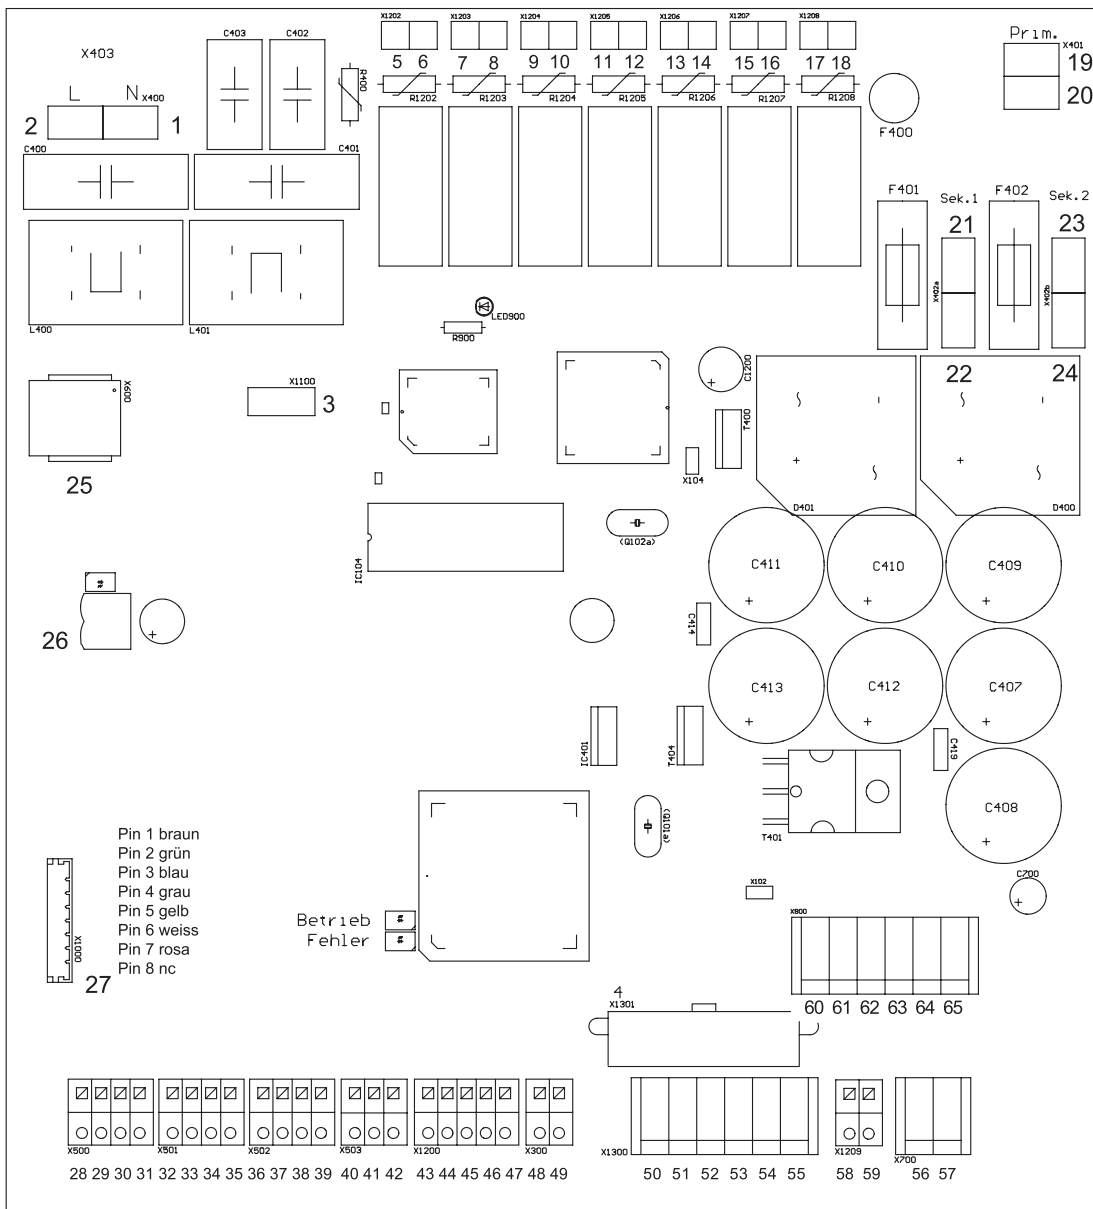 X1202 X1203 X1204 X1205 X1206 X1207 X1208
Prim.
X401
X403
C403 C402
5 6 7 8 9 10 11 12 13 14 15 16 17 18
19
20
R400
R1202 R1203 R1204 R1205 R1206 R1207 R1208
F400
L N X400
2 1
C400 C401
F401 Sek.1 F402 Sek.2
21 23
X402a X402b
L400 L401
LED900
R900
C1200
22 24
X600
X1100
3
T400
25
X104
D401 D400
IC104
(Q102a)
C411 C410 C409
26
C414
C413 C412 C407
IC401 T404
C419
C408
(Q101a)
T401
Pin 1 braun
Pin 2 grün
Pin 3 blau
Pin 4 grau
Pin 5 gelb
Pin 6 weiss
Pin 7 rosa
Pin 8 nc
X1000
27
Betrieb
Fehler
X102
C700
X800
4
X1301
60 61 62 63 64 65
X500 X501 X502 X503 X1200 X300 X1300 X1209 X700
28 29 30 31 32 33 34 35 36 37 38 39 40 41 42 43 44 45 46 47 48 49 50 51 52 53 54 55 58 59 56 57